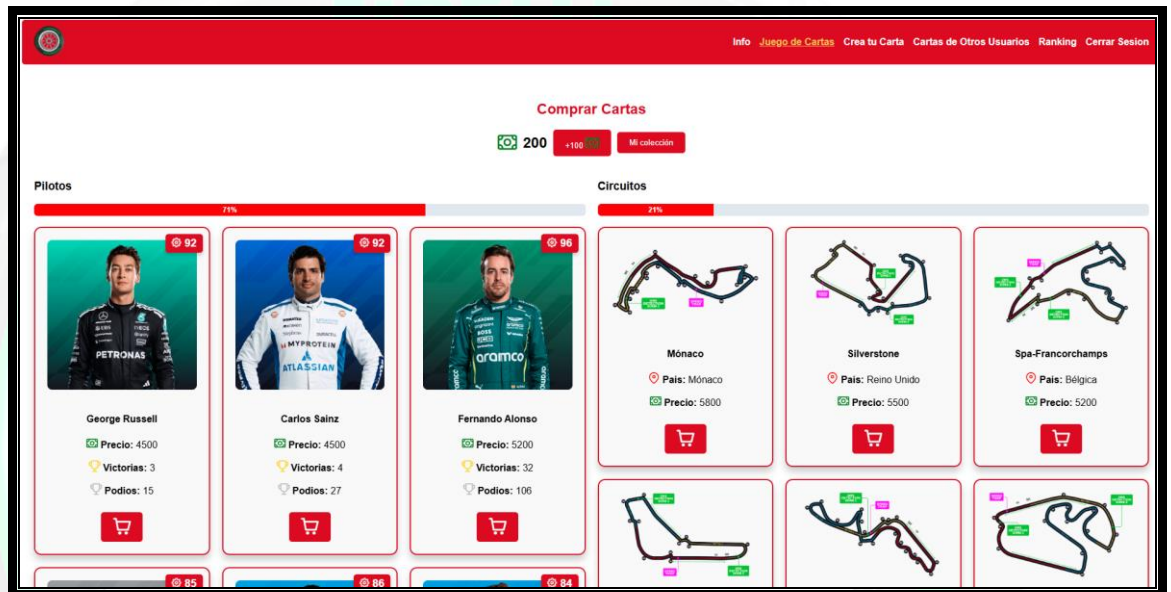 Info Juego de Cartas Crea tu Carta Cartas de Otros Usuarios Ranking Cerrar Sesion
Comprar Cartas
200 +100 Mi colección
Pilotos
71%
92
PETRONAS
George Russell
Precio: 4500
Victorias: 3
Podios: 15
92
MYPROTEIN
ATLASSIAN
Carlos Sainz
Precio: 4500
Victorias: 4
Podios: 27
96
aramco
Fernando Alonso
Precio: 5200
Victorias: 32
Podios: 106
85
86
84
Circuitos
21%
Mónaco
Pais: Mónaco
Precio: 5800
Silverstone
Pais: Reino Unido
Precio: 5500
Spa-Francorchamps
Pais: Bélgica
Precio: 5200